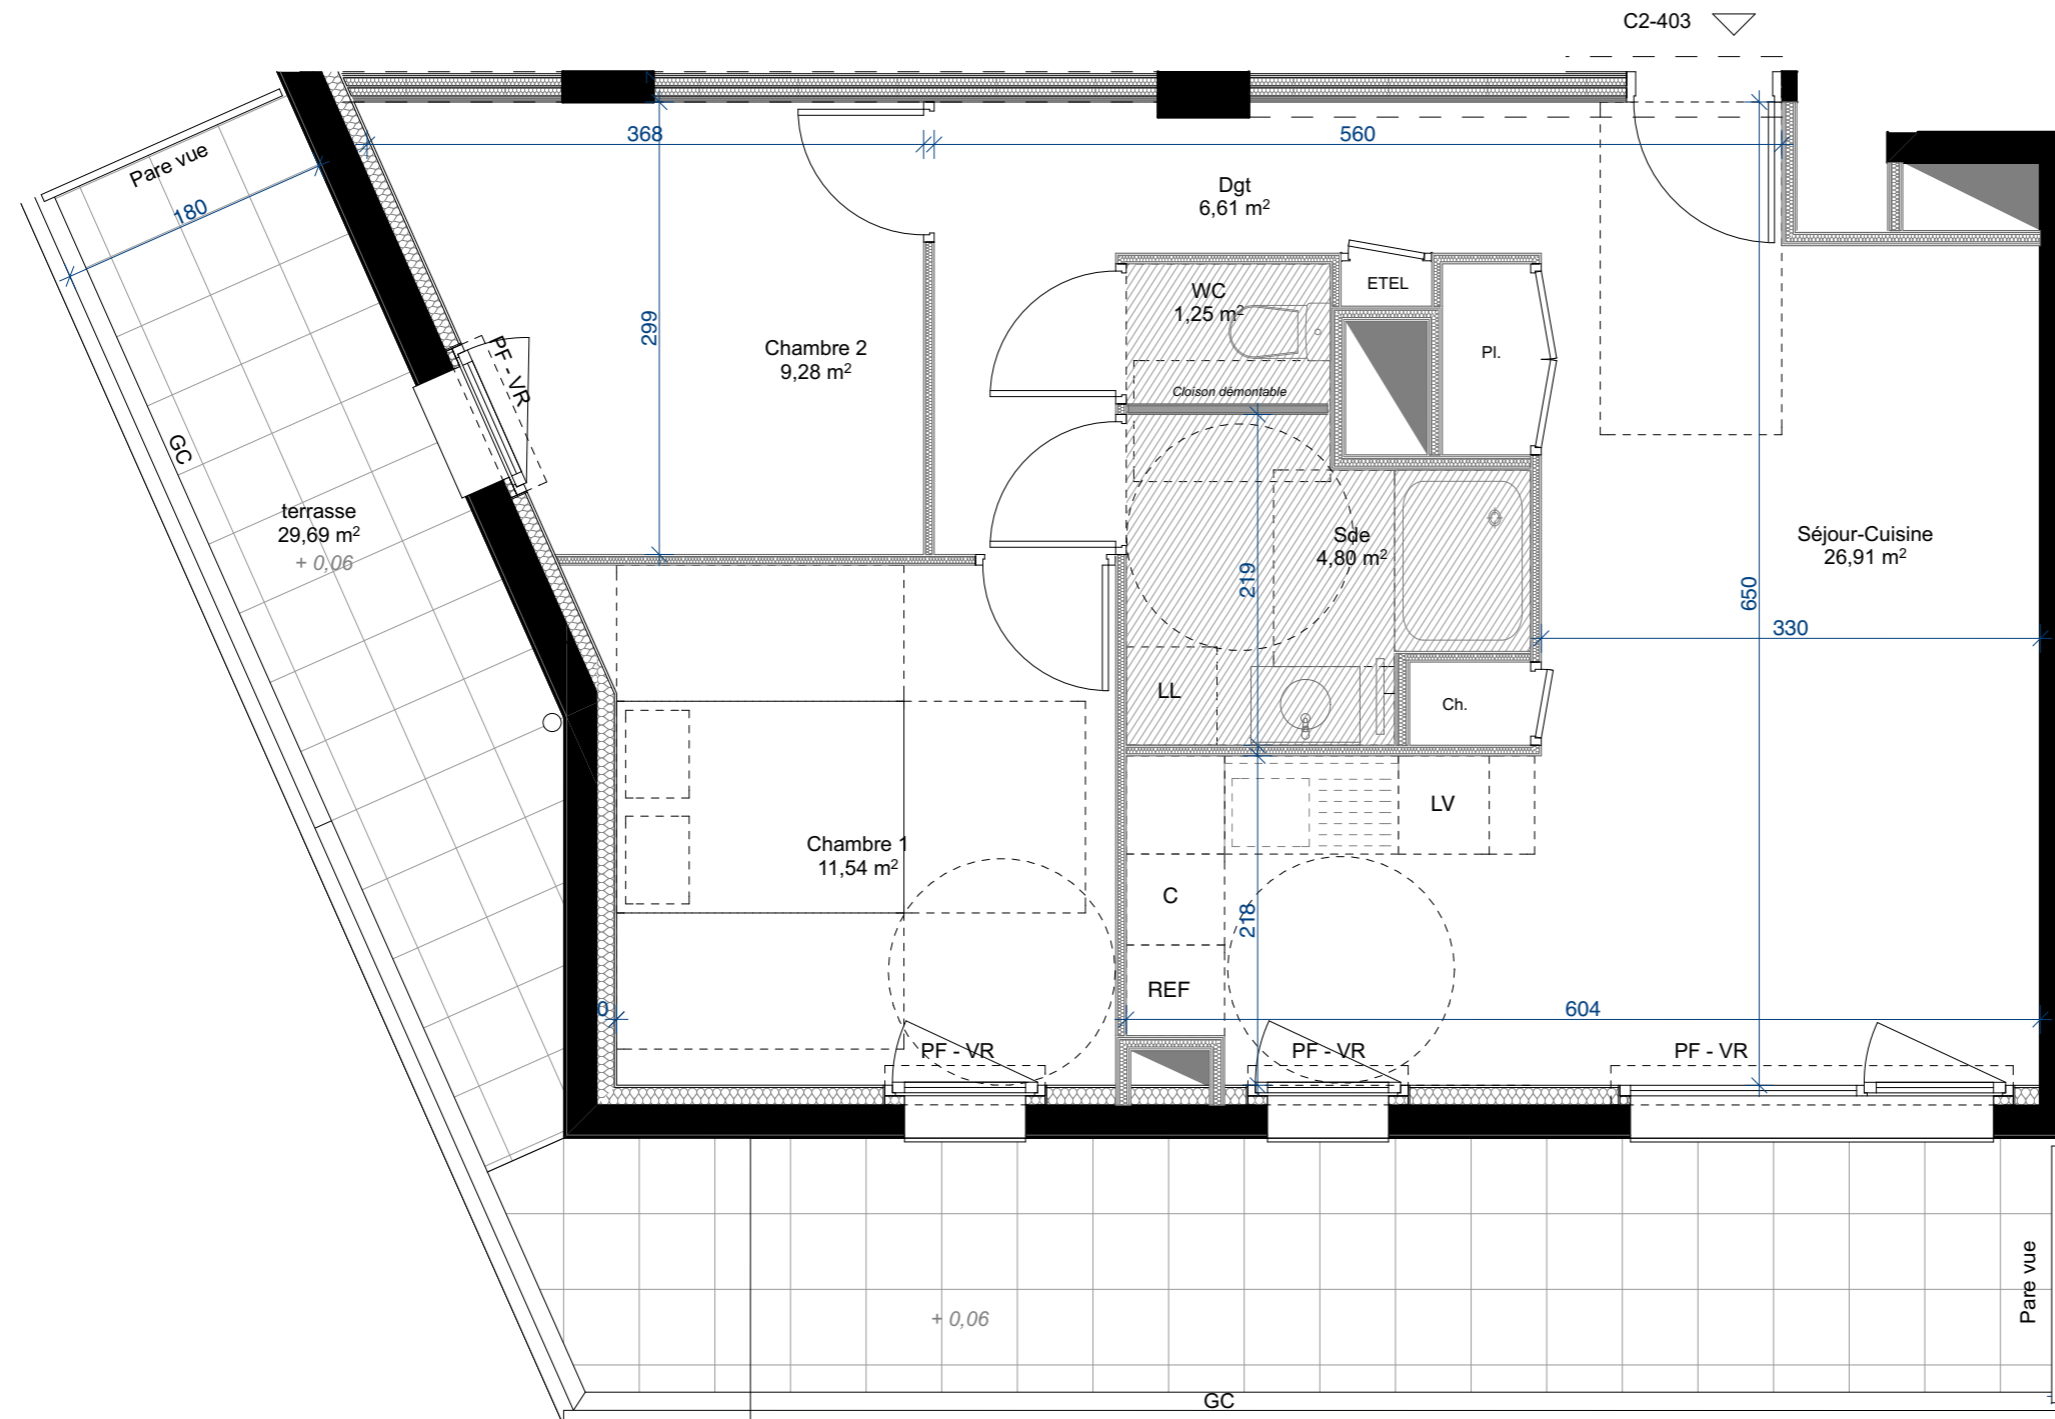 C2-403
Pare vue
368
560
180
Dgt
6,61 m²
ETEL
WC
1,25 m²
299
PF - VR
Chambre 2
9,28 m²
Pl.
Cloison démontable
GC
terrasse
29,69 m²
+ 0,06
Sde
4,80 m²
Séjour-Cuisine
26,91 m²
219
650
330
LL
Ch.
LV
Chambre 1
11,54 m²
C
218
REF
0
604
PF - VR
PF - VR
PF - VR
Pare vue
+ 0,06
GC